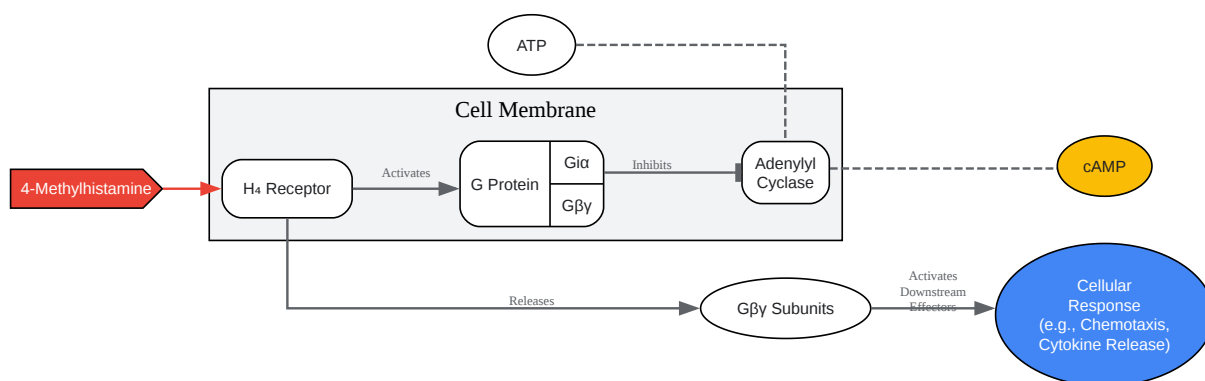 ATP
Cell Membrane
4-Methylhistamine
H₄ Receptor
Activates
G Protein
Giα
Gβγ
Inhibits
Adenylyl
Cyclase
cAMP
Releases
Gβγ Subunits
Activates
Downstream
Effectors
Cellular
Response
(e.g., Chemotaxis,
Cytokine Release)